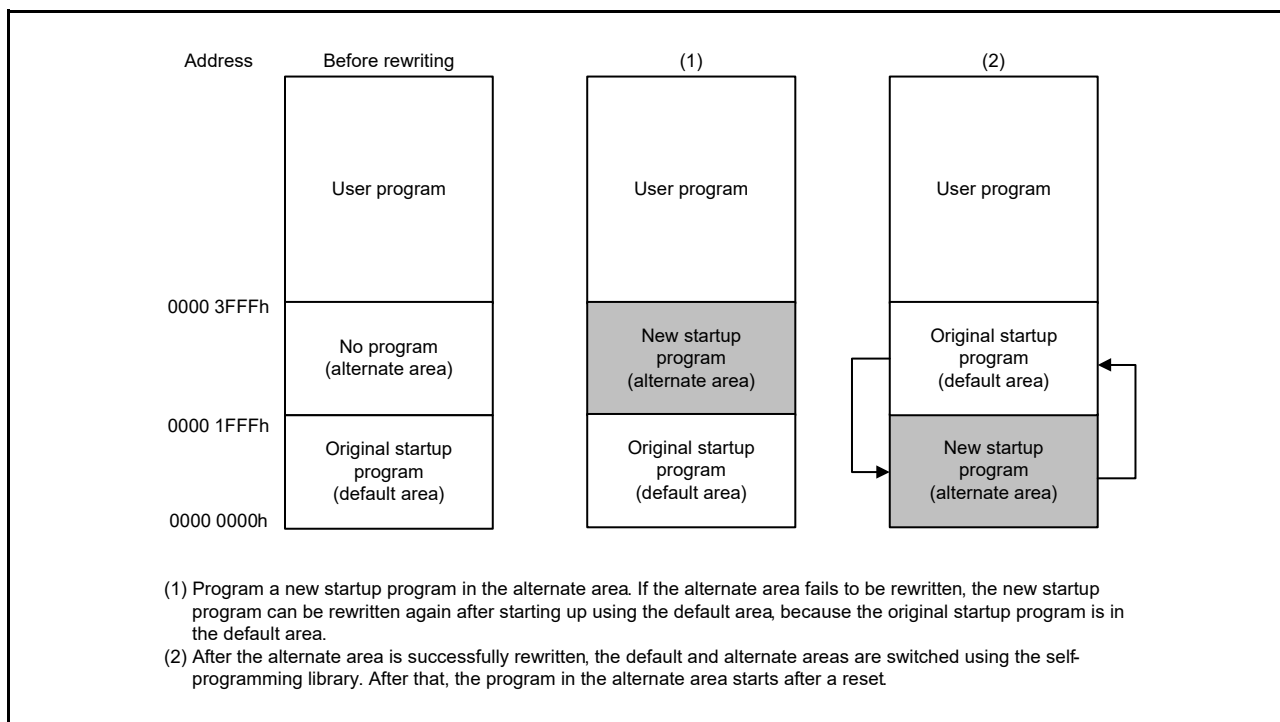 Address
Before rewriting
(1)
(2)
User program
User program
User program
0000 3FFFh
No program
(alternate area)
New startup
program
(alternate area)
Original startup
program
(default area)
0000 1FFFh
Original startup
program
(default area)
Original startup
program
(default area)
New startup
program
(alternate area)
0000 0000h
(1) Program a new startup program in the alternate area. If the alternate area fails to be rewritten, the new startup
program can be rewritten again after starting up using the default area, because the original startup program is in
the default area.
(2) After the alternate area is successfully rewritten, the default and alternate areas are switched using the self-
programming library. After that, the program in the alternate area starts after a reset.